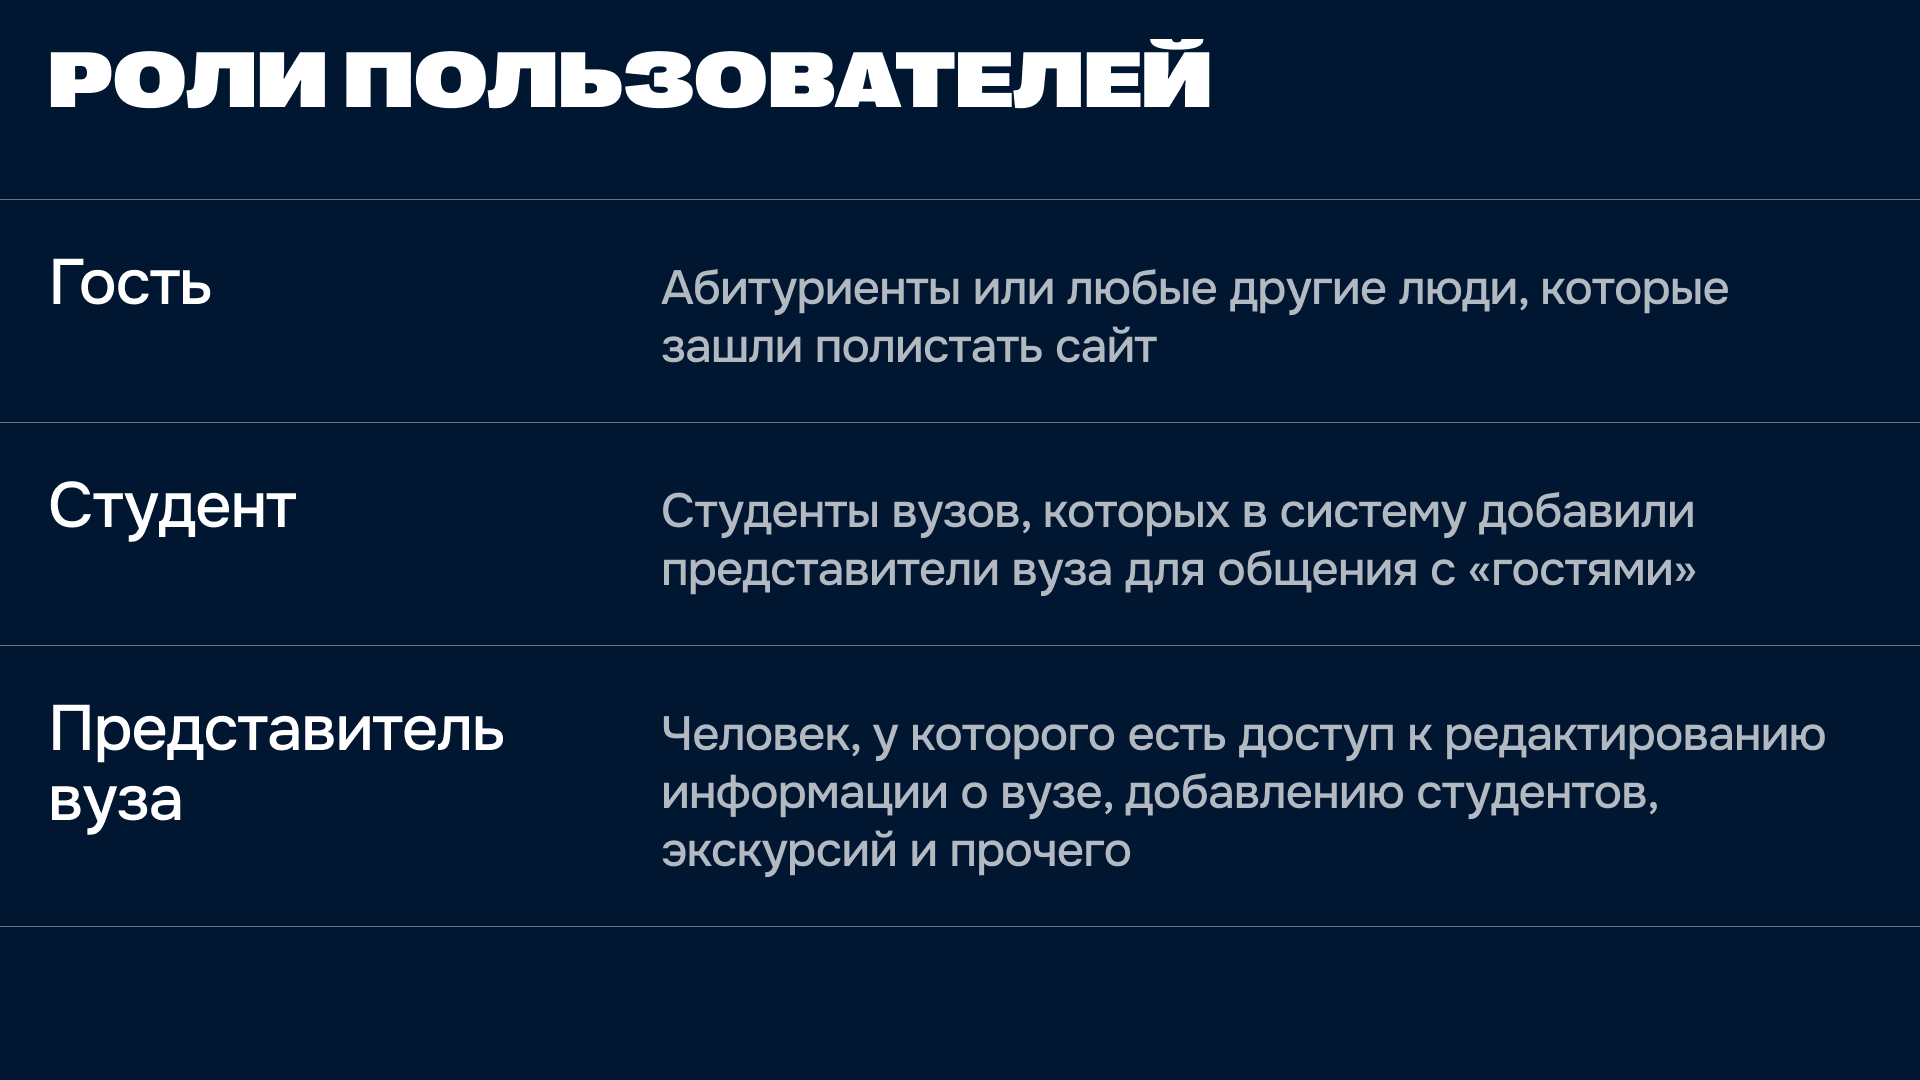 РОЛИ ПОЛЬЗОВАТЕЛЕЙ
Гость
Абитуриенты или любые другие люди, которые
зашли полистать сайт
Студент
Студенты вузов, которых в систему добавили
представители вуза для общения с «гостями»
Представитель
вуза
Человек, у которого есть доступ к редактированию
информации о вузе, добавлению студентов,
экскурсий и прочего